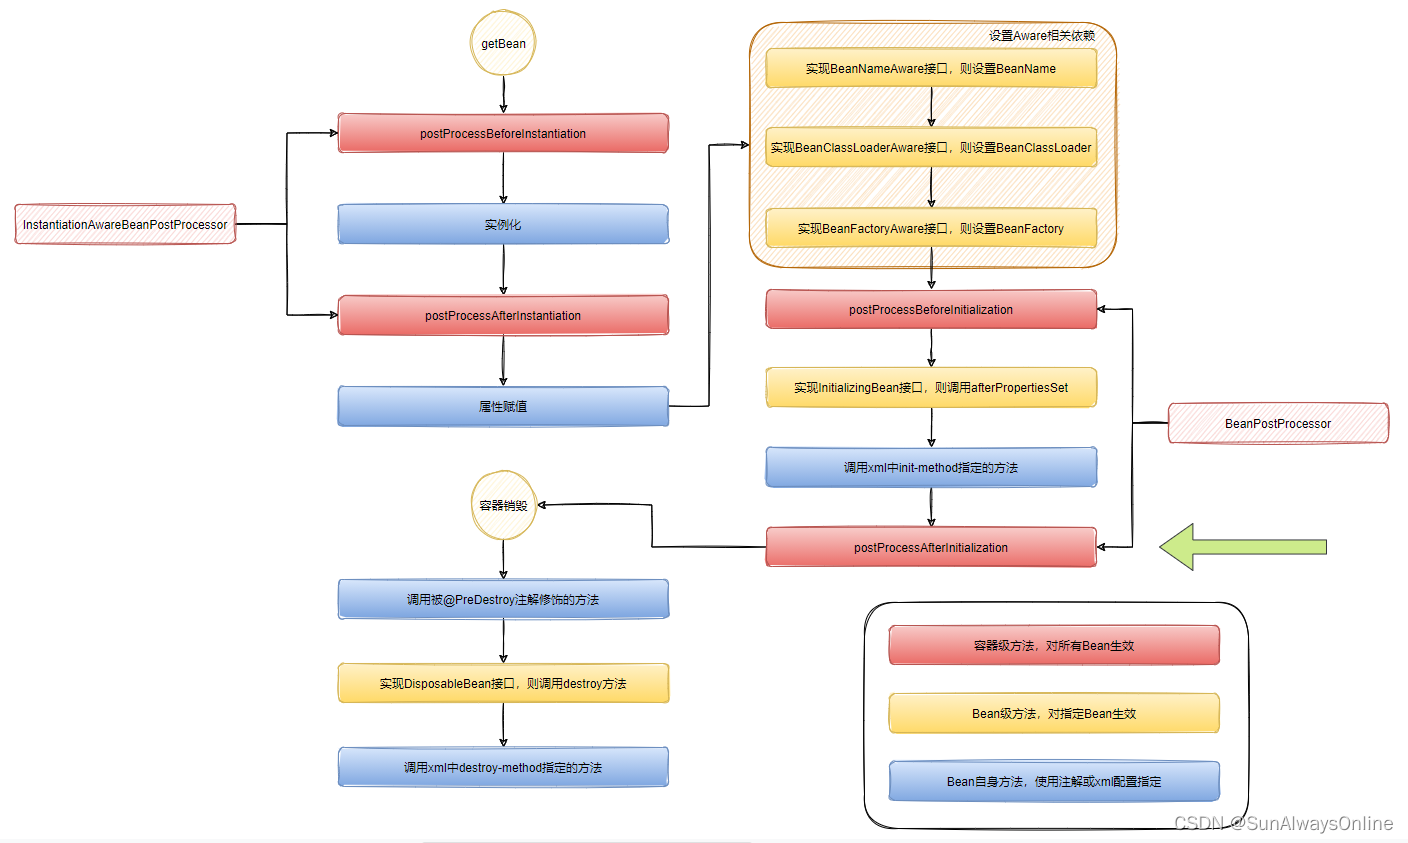 getBean
postProcessBeforeInstantiation
InstantiationAwareBeanPostProcessor
实例化
postProcessAfterInstantiation
属性赋值
设置Aware相关依赖
实现BeanNameAware接口，则设置BeanName
实现BeanClassLoaderAware接口，则设置BeanClassLoader
实现BeanFactoryAware接口，则设置BeanFactory
postProcessBeforeInitialization
实现InitializingBean接口，则调用afterPropertiesSet
BeanPostProcessor
调用xml中init-method指定的方法
postProcessAfterInitialization
容器销毁
调用被@PreDestroy注解修饰的方法
实现DisposableBean接口，则调用destroy方法
调用xml中destroy-method指定的方法
容器级方法，对所有Bean生效
Bean级方法，对指定Bean生效
Bean自身方法，使用注解或xml配置指定
CSDN @SunAlwaysOnline